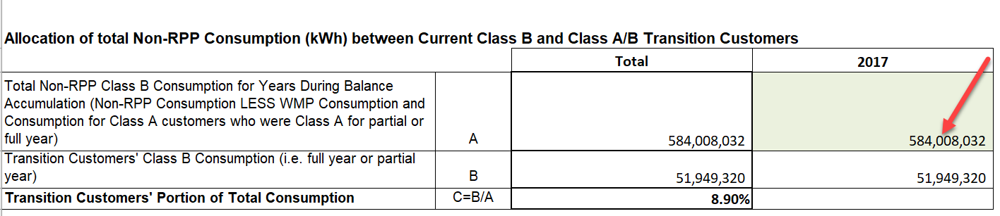 Allocation of total Non-RPP Consumption (kWh) between Current Class B and Class A/B Transition Customers
Total 2017
Total Non-RPP Class B Consumption for Years During Balance
Accumulation (Non-RPP Consumption LESS WMP Consumption and
Consumption for Class A customers who were Class A for partial or
full year) A 584,008,032 584,008,032
Transition Customers' Class B Consumption (i.e. full year or partial
year) B 51,949,320 51,949,320
Transition Customers' Portion of Total Consumption C=B/A 8.90%